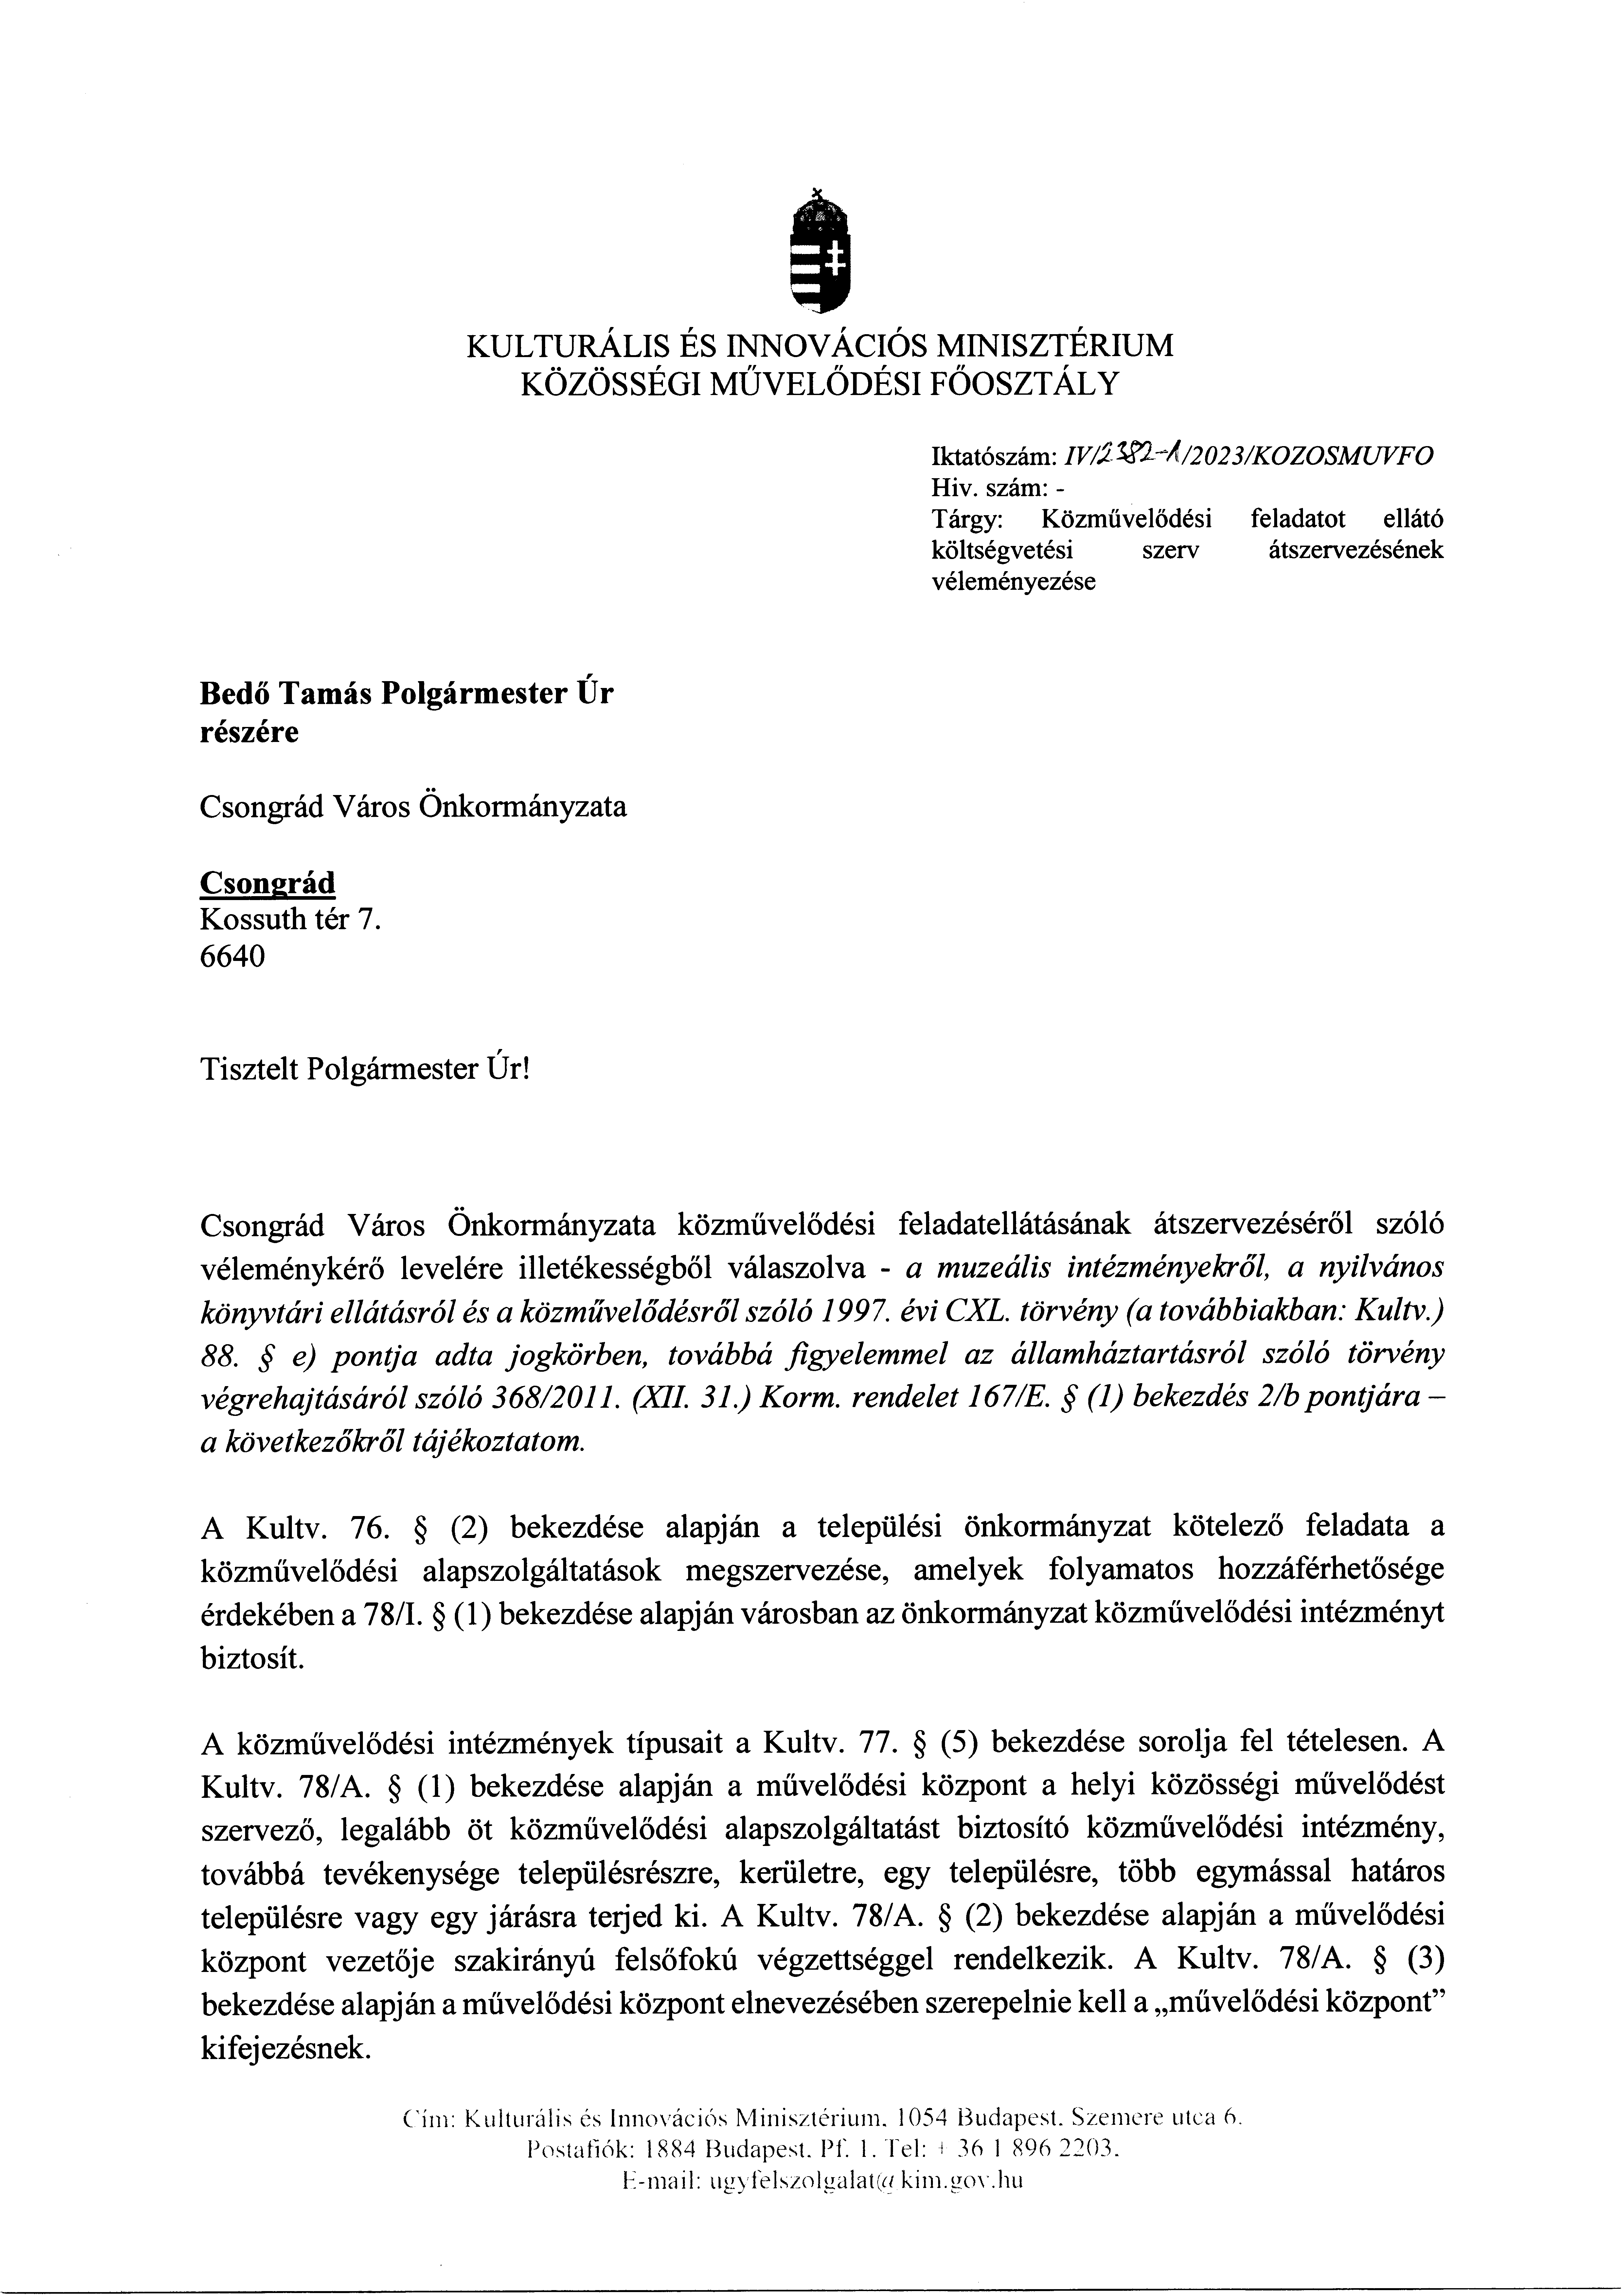 KULTURÁLIS ÉS INNOVÁCIÓS MINISZTÉRIUM
KÖZÖSSÉGI MŰVELŐDÉSI FŐOSZTÁLY
Iktatószám: IV/2382-1/2023/KOZOSMUVFO
Hiv. szám: -
Tárgy: Közművelődési feladatot ellátó
költségvetési szerv átszervezésének
véleményezése
Bedő Tamás Polgármester Úr
részére
Csongrád Város Önkormányzata
Csongrád
Kossuth tér 7.
6640
Tisztelt Polgármester Úr!
Csongrád Város Önkormányzata közművelődési feladatellátásának átszervezéséről szóló
véleménykérő levelére illetékességből válaszolva - a muzeális intézményekről, a nyilvános
könyvtári ellátásról és a közművelődésről szóló 1997. évi CXL. törvény (a továbbiakban: Kultv.)
88. § e) pontja adta jogkörben, továbbá figyelemmel az államháztartásról szóló törvény
végrehajtásáról szóló 368/2011. (XII. 31.) Korm. rendelet 167/E. § (1) bekezdés 2/b pontjára –
a következőkről tájékoztatom.
A Kultv. 76. § (2) bekezdése alapján a települési önkormányzat kötelező feladata a
közművelődési alapszolgáltatások megszervezése, amelyek folyamatos hozzáférhetősége
érdekében a 78/I. § (1) bekezdése alapján városban az önkormányzat közművelődési intézményt
biztosít.
A közművelődési intézmények típusait a Kultv. 77. § (5) bekezdése sorolja fel tételesen. A
Kultv. 78/A. § (1) bekezdése alapján a művelődési központ a helyi közösségi művelődést
szervező, legalább öt közművelődési alapszolgáltatást biztosító közművelődési intézmény,
továbbá tevékenysége településrészre, kerületre, egy településre, több egymással határos
településre vagy egy járásra terjed ki. A Kultv. 78/A. § (2) bekezdése alapján a művelődési
központ vezetője szakirányú felsőfokú végzettséggel rendelkezik. A Kultv. 78/A. § (3)
bekezdése alapján a művelődési központ elnevezésében szerepelnie kell a „művelődési központ”
kifejezésnek.
Cím: Kulturális és Innovációs Minisztérium, 1054 Budapest, Szemere utca 6.
Postafiók: 1884 Budapest, Pf. 1. Tel: + 36 1 896 2203.
E-mail: ugyfelszolgalat@kim.gov.hu